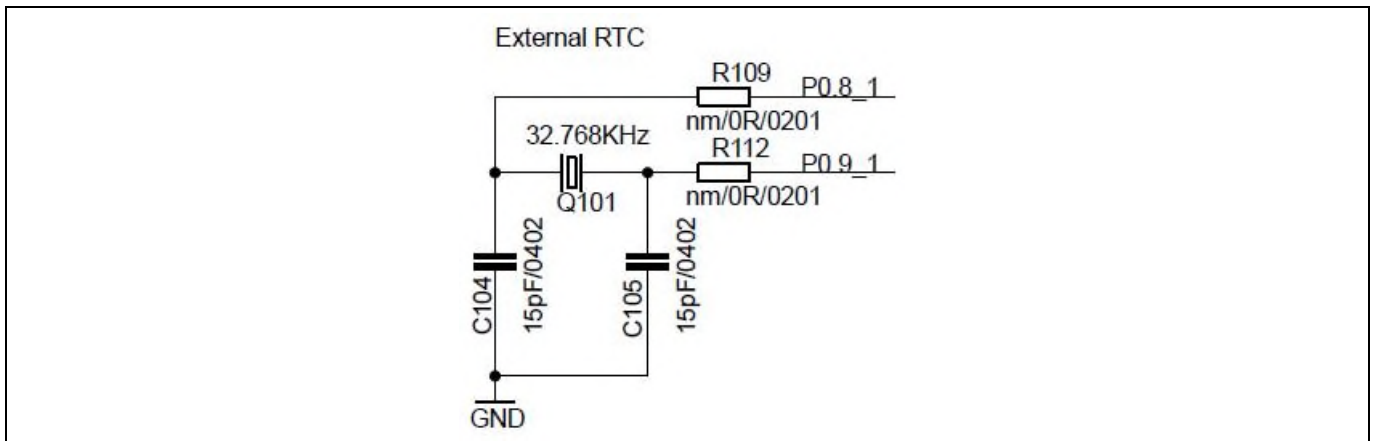 External RTC
R109
P0.8_1
nm/0R/0201
32.768KHz
R112
P0.9_1
Q101
nm/0R/0201
C104
15pF/0402
C105
15pF/0402
GND